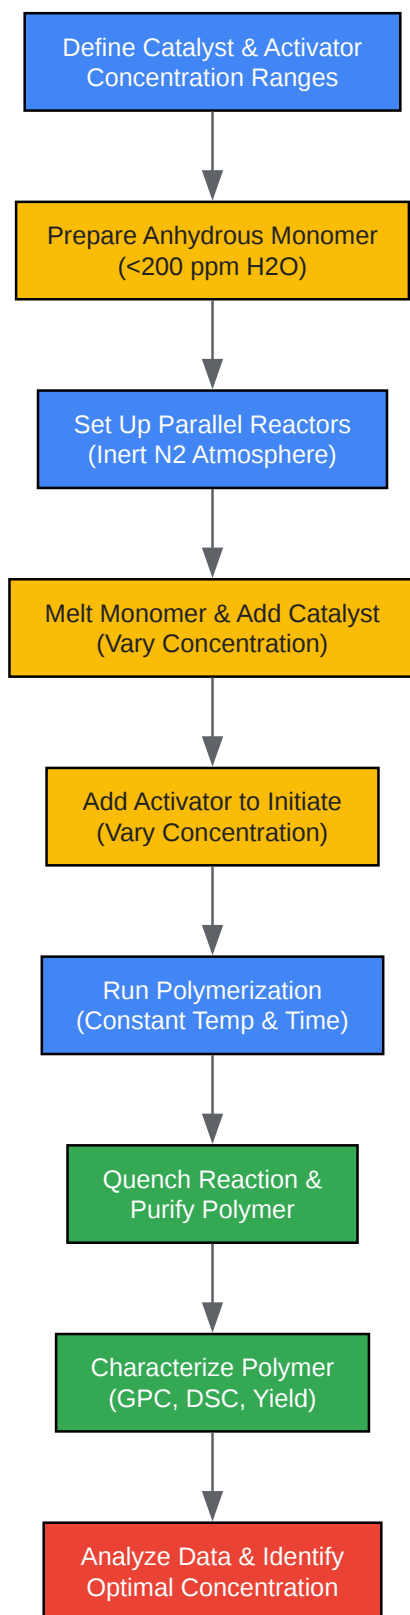 Define Catalyst & Activator
Concentration Ranges
Prepare Anhydrous Monomer
(<200 ppm H2O)
Set Up Parallel Reactors
(Inert N2 Atmosphere)
Melt Monomer & Add Catalyst
(Vary Concentration)
Add Activator to Initiate
(Vary Concentration)
Run Polymerization
(Constant Temp & Time)
Quench Reaction &
Purify Polymer
Characterize Polymer
(GPC, DSC, Yield)
Analyze Data & Identify
Optimal Concentration